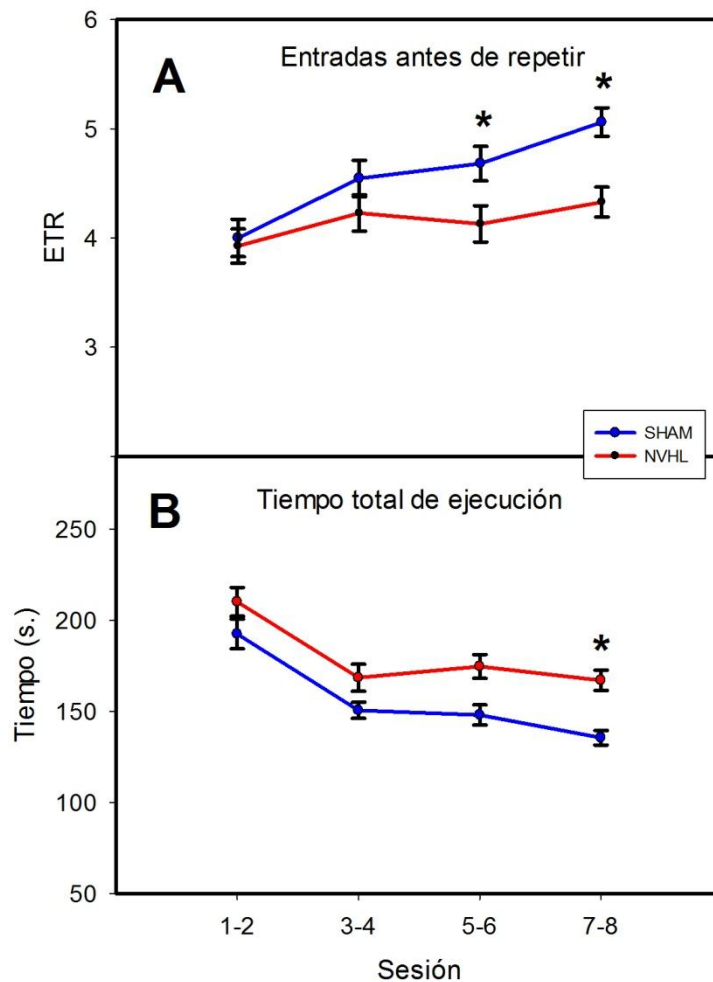 6
A
Entradas antes de repetir
*
*
5
ETR
4
3
SHAM
NVHL
B
Tiempo total de ejecución
250
200
*
Tiempo (s.)
150
100
50
1-2
3-4
5-6
7-8
Sesión